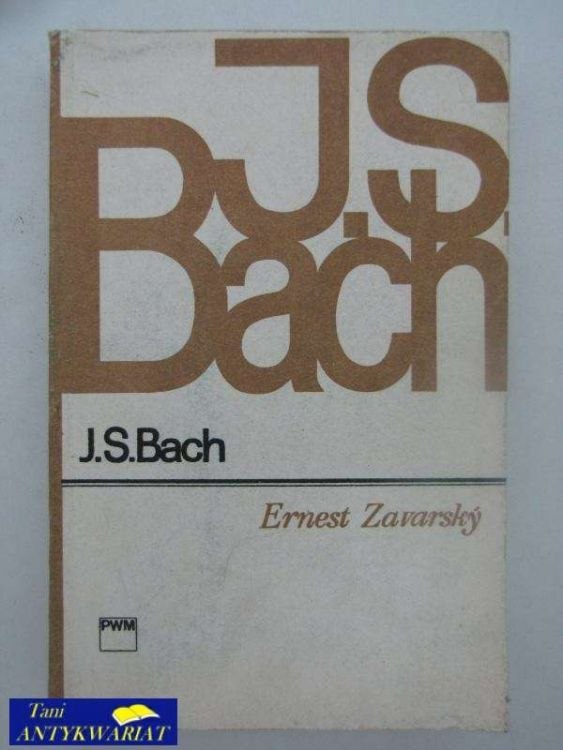 J.S.
Bach
J.S.Bach
Ernest Zavarský
PWM
Tani
ANTYKWARIAT